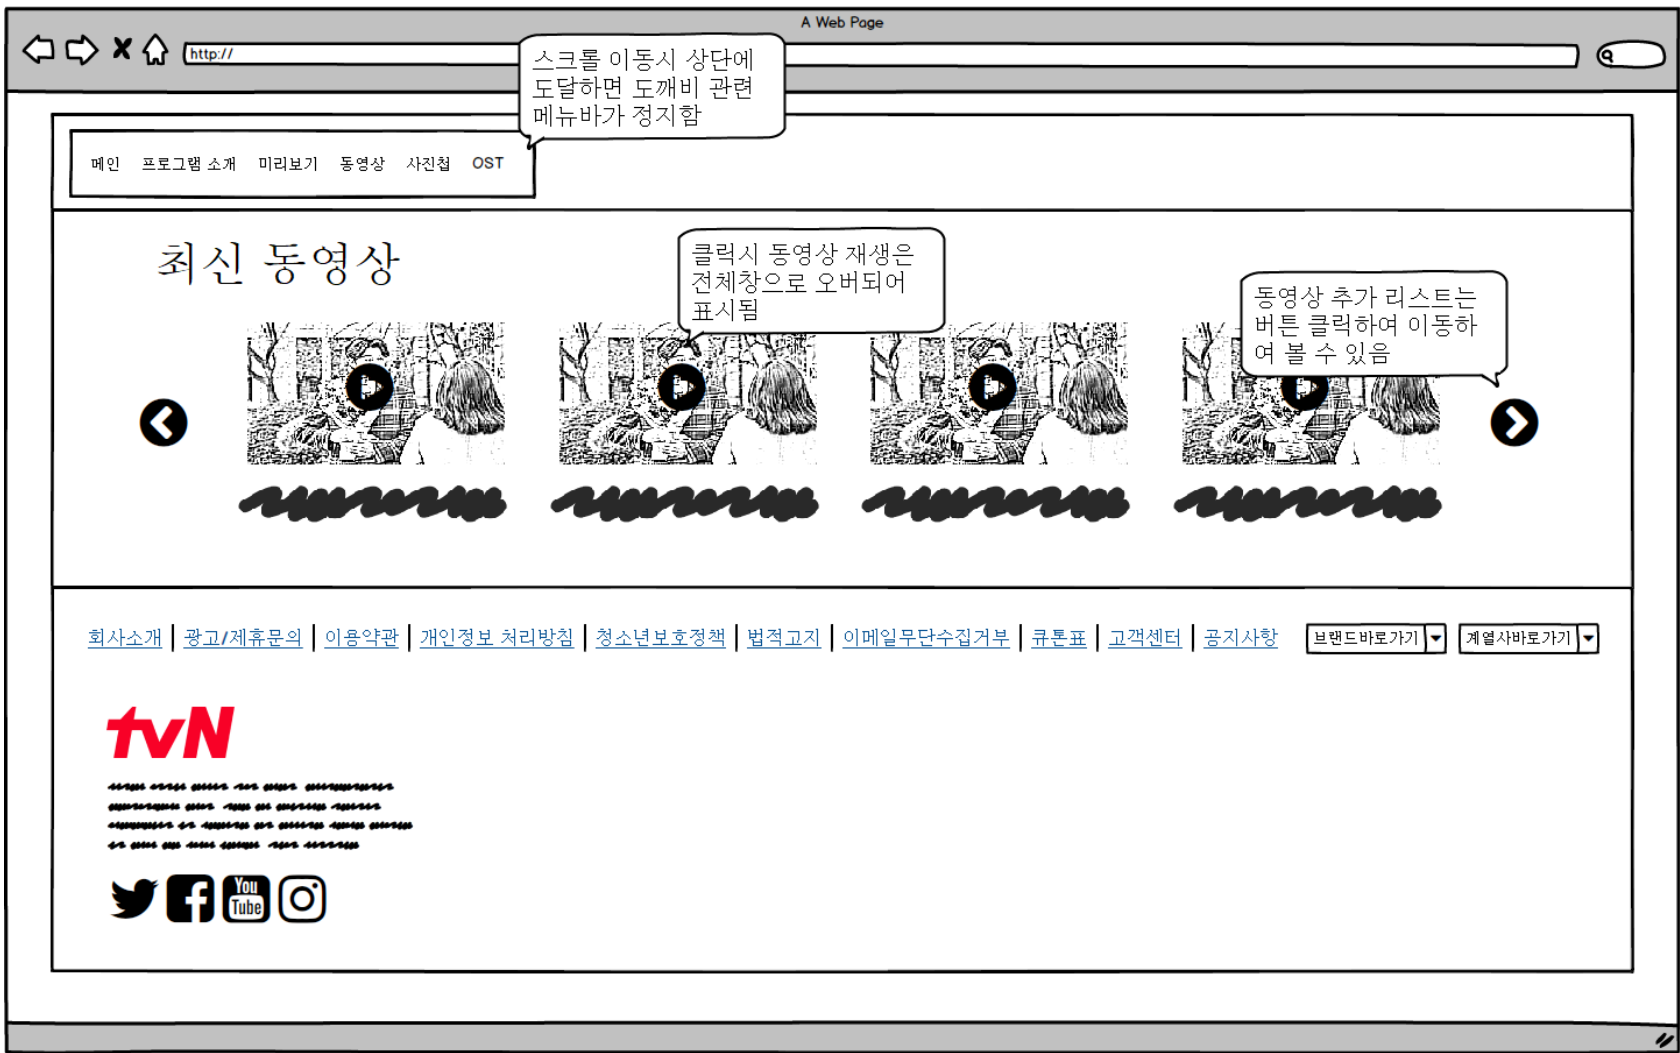 A Web Page
http://
스크롤 이동시 상단에
도달하면 도깨비 관련
메뉴바가 정지함
메인 프로그램 소개 미리보기 동영상 사진첩 OST
최신 동영상
클릭시 동영상 재생은
전체창으로 오버되어
표시됨
동영상 추가 리스트는
버튼 클릭하여 이동하
여 볼 수 있음
회사소개 | 광고/제휴문의 | 이용약관 | 개인정보 처리방침 | 청소년보호정책 | 법적고지 | 이메일무단수집거부 | 큐톤표 | 고객센터 | 공지사항 브랜드바로가기 계열사바로가기
tvN
You
Tube